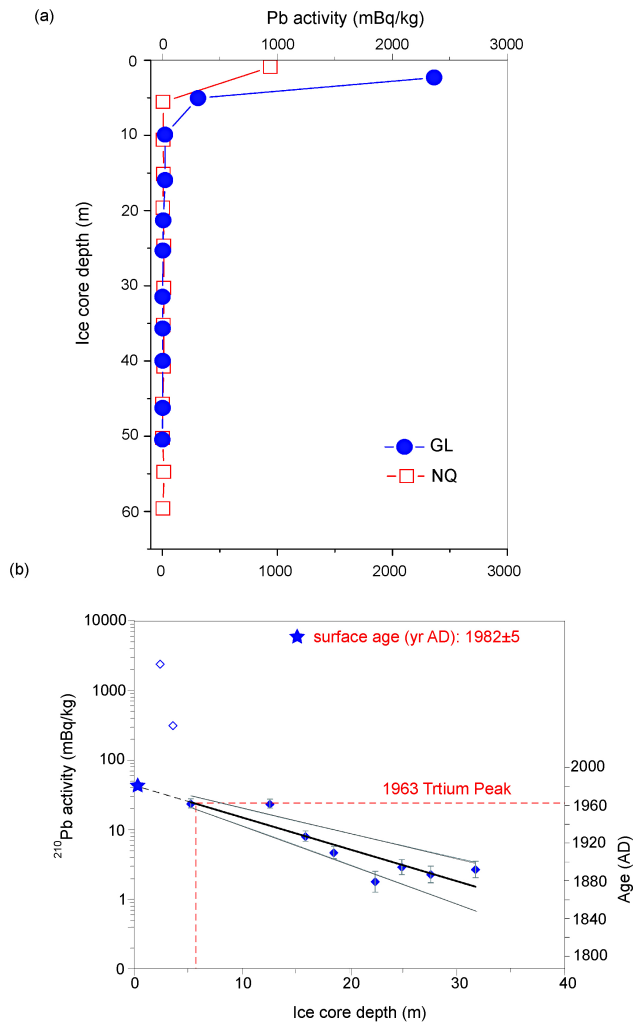 (a)
Pb activity (mBq/kg)
0 1000 2000 3000
Ice core depth (m)
0
10
20
30
40
50
60
GL
NQ
0 1000 2000 3000
(b)
surface age (yr AD): 1982±5
1963 Trtium Peak
²¹⁰Pb activity (mBq/kg)
10000
1000
100
10
1
0
Age (AD)
2000
1960
1920
1880
1840
1800
0 10 20 30 40
Ice core depth (m)